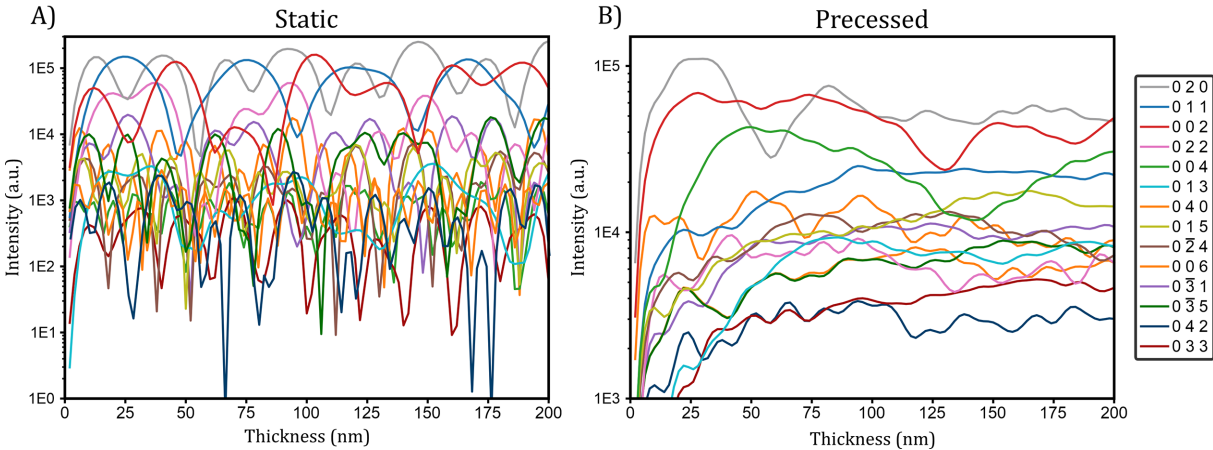 A)
Static
1E5
1E4
1E3
1E2
1E1
1E0
Intensity (a.u.)
0
25
50
75
100
125
150
175
200
Thickness (nm)
B)
Precessed
1E5
1E4
1E3
Intensity (a.u.)
0
25
50
75
100
125
150
175
200
Thickness (nm)
0 2 0
0 1 1
0 0 2
0 2 2
0 0 4
0 1 3
0 4 0
0 1 5
0 2̅ 4
0 0 6
0 3̅ 1
0 3̅ 5
0 4 2
0 3 3